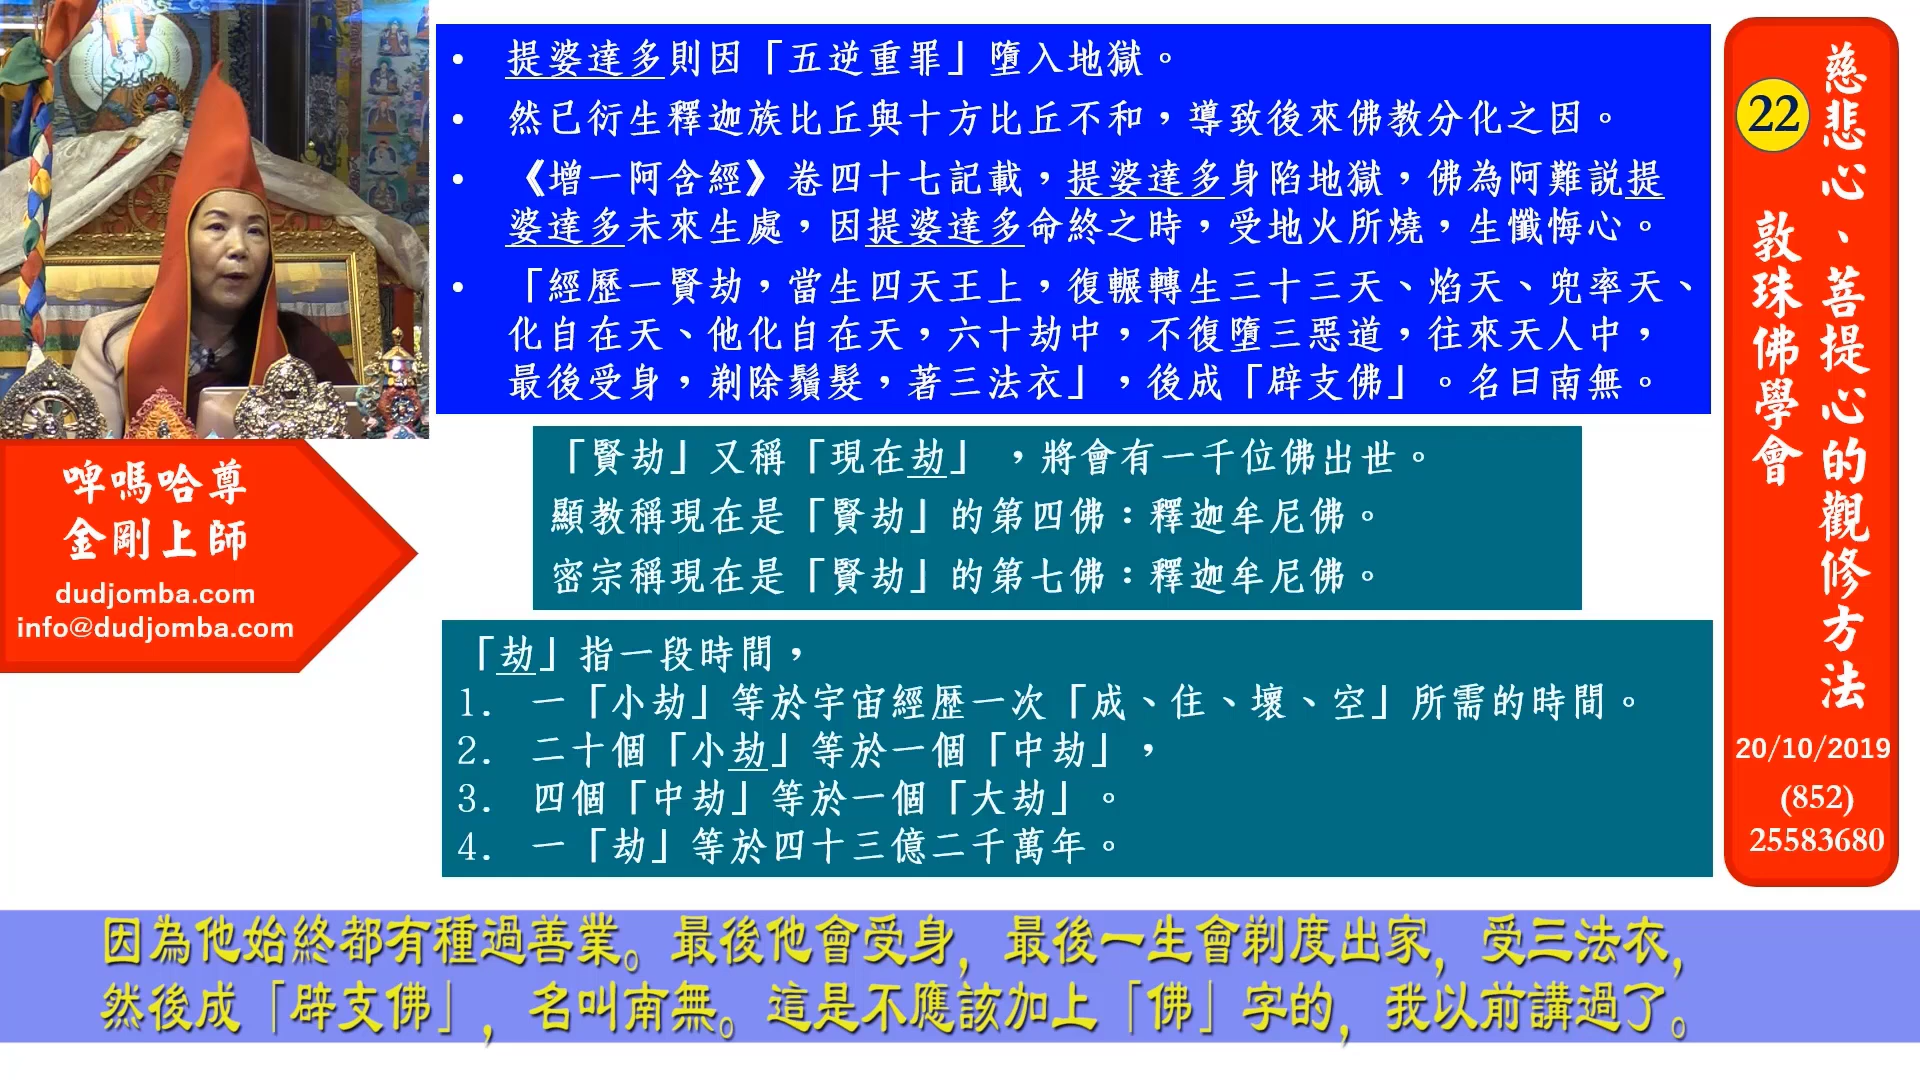 • 提婆達多則因「五逆重罪」墮入地獄。
• 然已衍生釋迦族比丘與十方比丘不和，導致後來佛教分化之因。
• 《增一阿含經》卷四十七記載，提婆達多身陷地獄，佛為阿難説提
婆達多未來生處，因提婆達多命終之時，受地火所燒，生懺悔心。
• 「經歷一賢劫，當生四天王上，復輾轉生三十三天、焰天、兜率天、
化自在天、他化自在天，六十劫中，不復墮三惡道，往來天人中，
最後受身，剃除鬚髮，著三法衣」，後成「辟支佛」。名曰南無。
「賢劫」又稱「現在劫」，將會有一千位佛出世。
顯教稱現在是「賢劫」的第四佛：釋迦牟尼佛。
密宗稱現在是「賢劫」的第七佛：釋迦牟尼佛。
「劫」指一段時間，
1. 一「小劫」等於宇宙經歷一次「成、住、壞、空」所需的時間。
2. 二十個「小劫」等於一個「中劫」，
3. 四個「中劫」等於一個「大劫」。
4. 一「劫」等於四十三億二千萬年。
啤嗎哈尊
金剛上師
dudjomba.com
info@dudjomba.com
22
慈悲心、菩提心的觀修方法
敦珠佛學會
20/10/2019
(852)
25583680
因為他始終都有種過善業。最後他會受身，最後一生會剃度出家，受三法衣，
然後成「辟支佛」，名叫南無。這是不應該加上「佛」字的，我以前講過了。